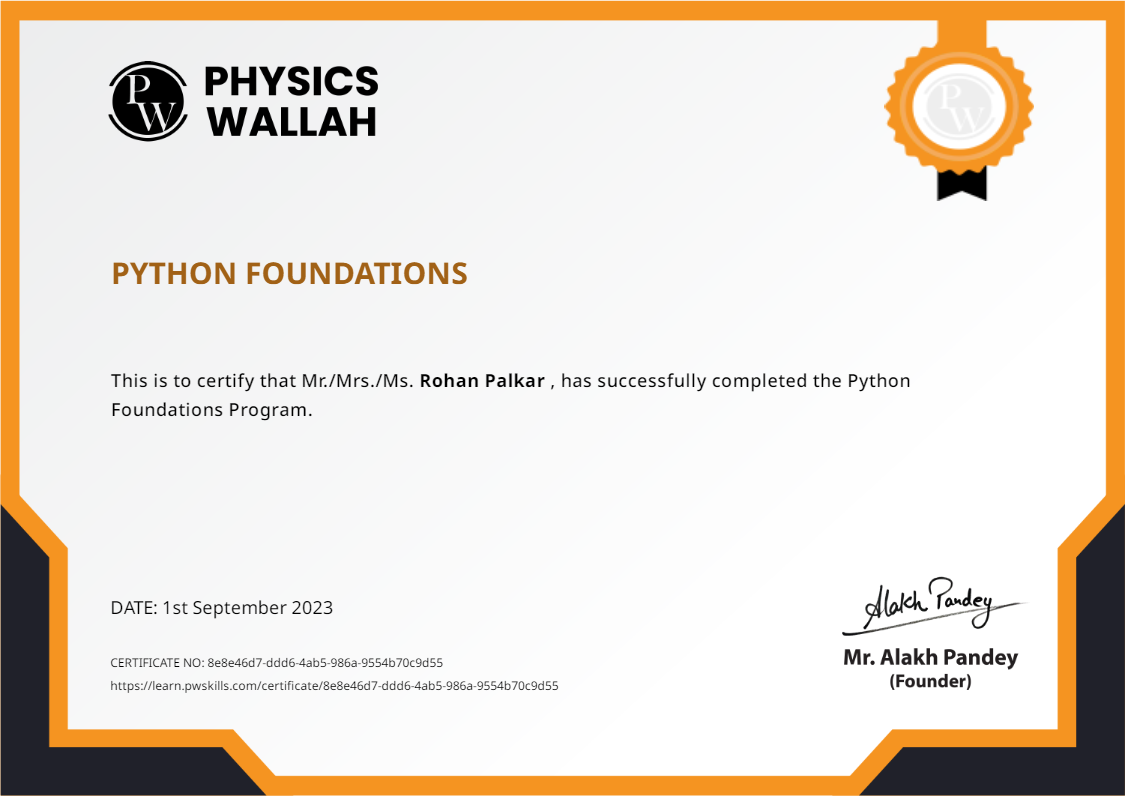 PW
PHYSICS
WALLAH
PW
PYTHON FOUNDATIONS
This is to certify that Mr./Mrs./Ms. Rohan Palkar , has successfully completed the Python
Foundations Program.
DATE: 1st September 2023
CERTIFICATE NO: 8e8e46d7-ddd6-4ab5-986a-9554b70c9d55
https://learn.pwskills.com/certificate/8e8e46d7-ddd6-4ab5-986a-9554b70c9d55
Alakh Pandey
Mr. Alakh Pandey
(Founder)